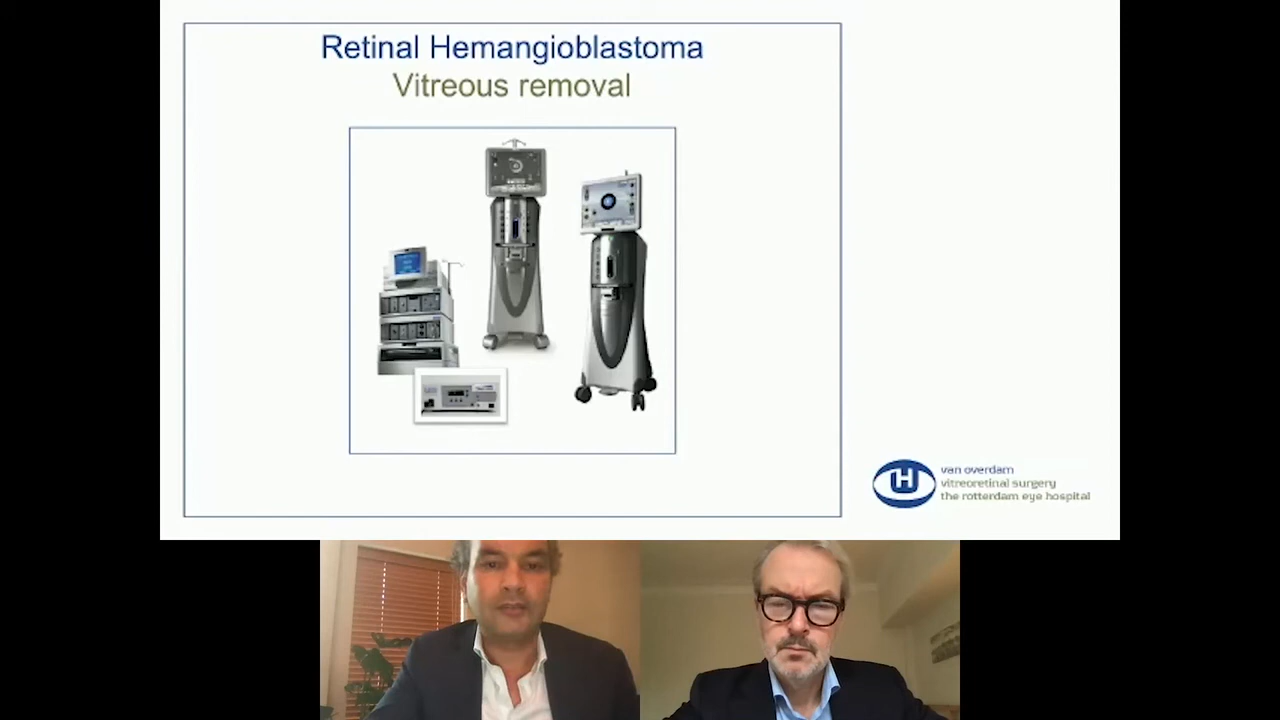 Retinal Hemangioblastoma
Vitreous removal
H
van overdam
vitreoretinal surgery
the rotterdam eye hospital